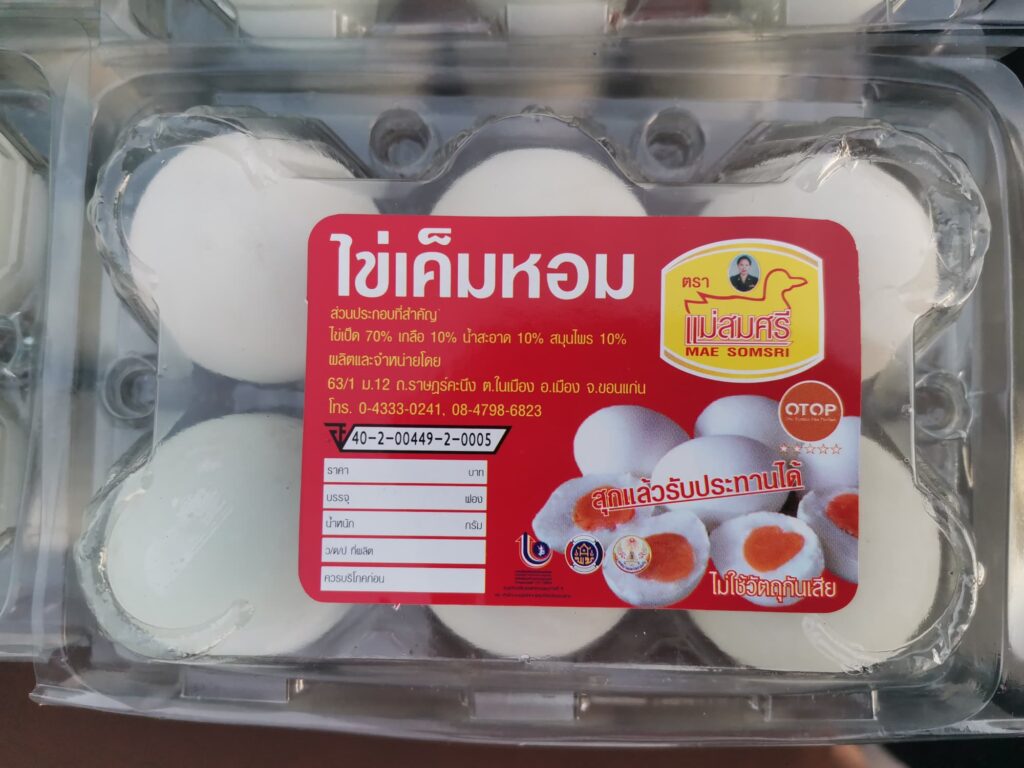 ไข่เค็มหอม
ส่วนประกอบที่สำคัญ
ไข่เป็ด 70% เกลือ 10% น้ำสะอาด 10% สมุนไพร 10%
ผลิตและจำหน่ายโดย
63/1 ม.12 ถ.ราษฎร์คะนึง ต.ในเมือง อ.เมือง จ.ขอนแก่น
โทร. 0-4333-0241, 08-4798-6823
40-2-00449-2-0005
ราคา บาท
บรรจุ ฟอง
น้ำหนัก กรัม
ว/ด/ป ที่ผลิต
ควรบริโภคก่อน
ตรา
แม่สมศรี
MAE SOMSRI
OTOP
สุกแล้วรับประทานได้
ไม่ใช้วัตถุกันเสีย